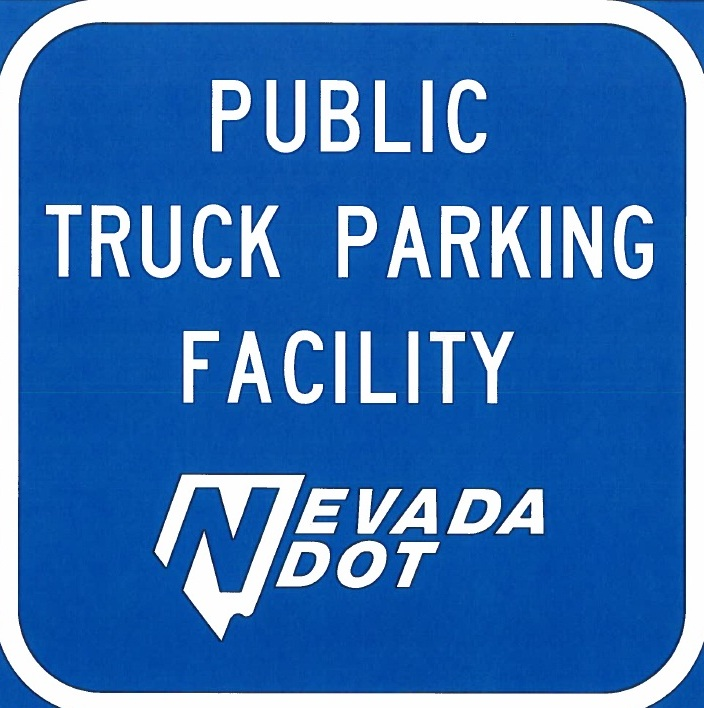 PUBLIC
TRUCK PARKING
FACILITY
NEVADA
DOT